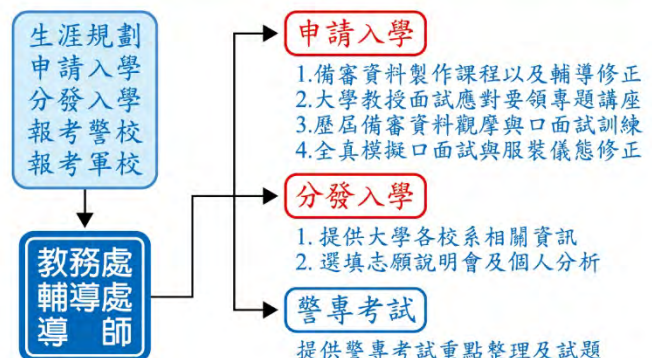 生涯規劃
申請入學
分發入學
報考警校
報考軍校
教務處
輔導處
導師
申請入學
1.備審資料製作課程以及輔導修正
2.大學教授面試應對要領專題講座
3.歷屆備審資料觀摩與口面試訓練
4.全真模擬口面試與服裝儀態修正
分發入學
1. 提供大學各校系相關資訊
2. 選填志願說明會及個人分析
警專考試
提供警專考試重點整理及試題